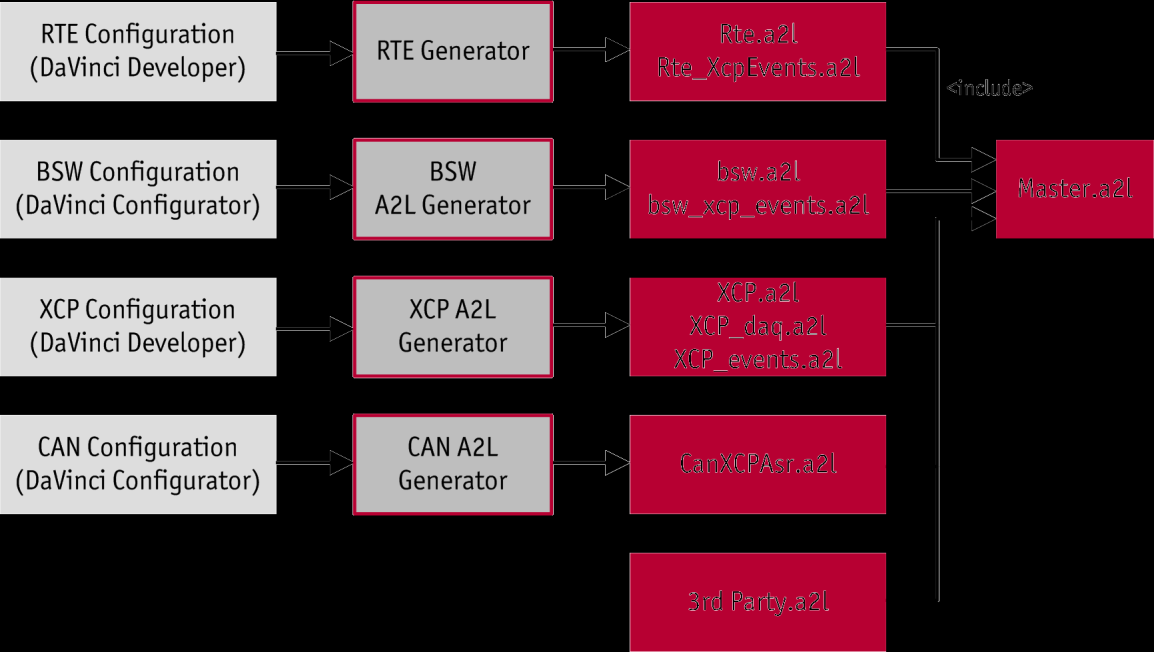 RTE Configuration
(DaVinci Developer)
RTE Generator
Rte.a2l
Rte_XcpEvents.a2l
<include>
BSW Configuration
(DaVinci Configurator)
BSW
A2L Generator
bsw.a2l
bsw_xcp_events.a2l
Master.a2l
XCP Configuration
(DaVinci Developer)
XCP A2L
Generator
XCP.a2l
XCP_daq.a2l
XCP_events.a2l
CAN Configuration
(DaVinci Configurator)
CAN A2L
Generator
CanXCPAsr.a2l
3rd Party.a2l